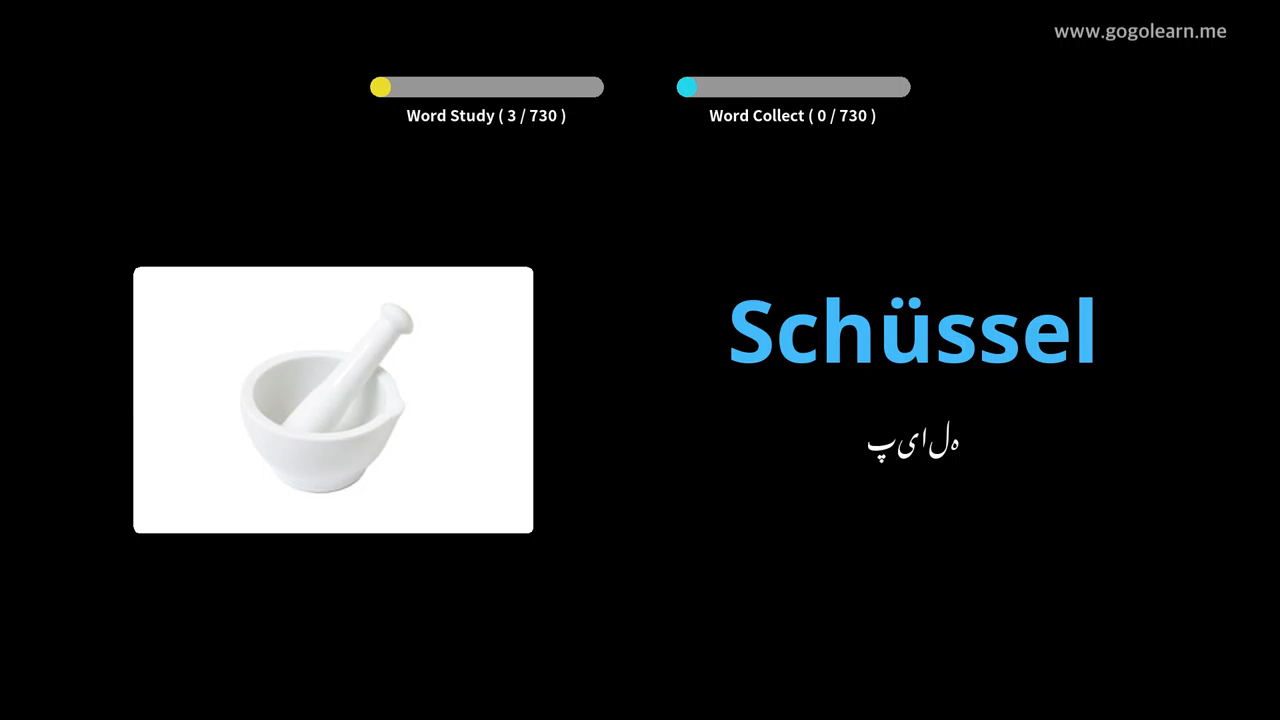 www.gogolearn.me
Word Study ( 3 / 730 )
Word Collect ( 0 / 730 )
Schüssel
پیالہ